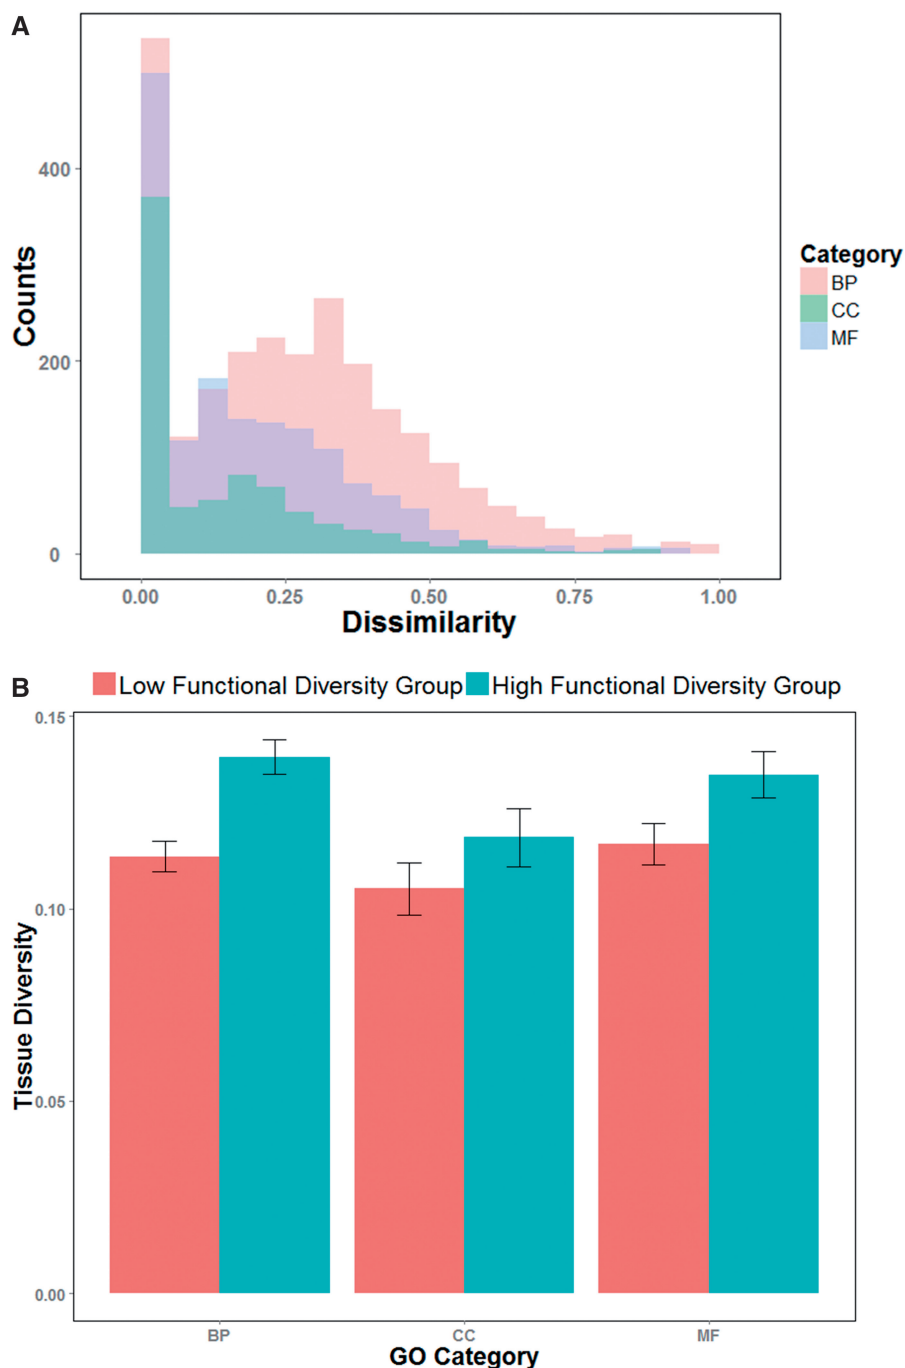 A
400
200
0
Counts
0.00 0.25 0.50 0.75 1.00
Dissimilarity
Category
BP
CC
MF
B
Low Functional Diversity Group High Functional Diversity Group
0.15
0.10
0.05
0.00
Tissue Diversity
BP CC MF
GO Category